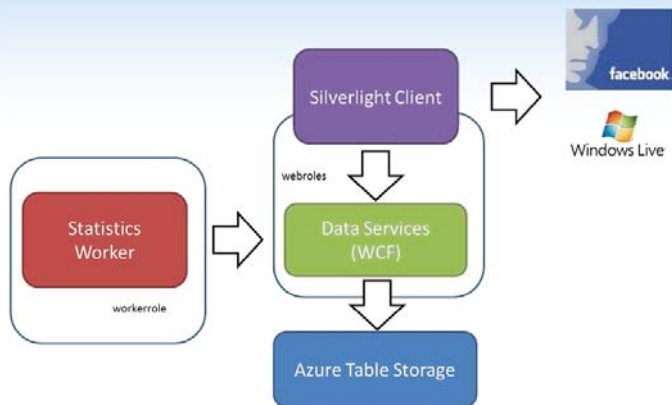 facebook
Silverlight Client
Windows Live
webroles
Statistics
Worker
Data Services
(WCF)
workerrole
Azure Table Storage